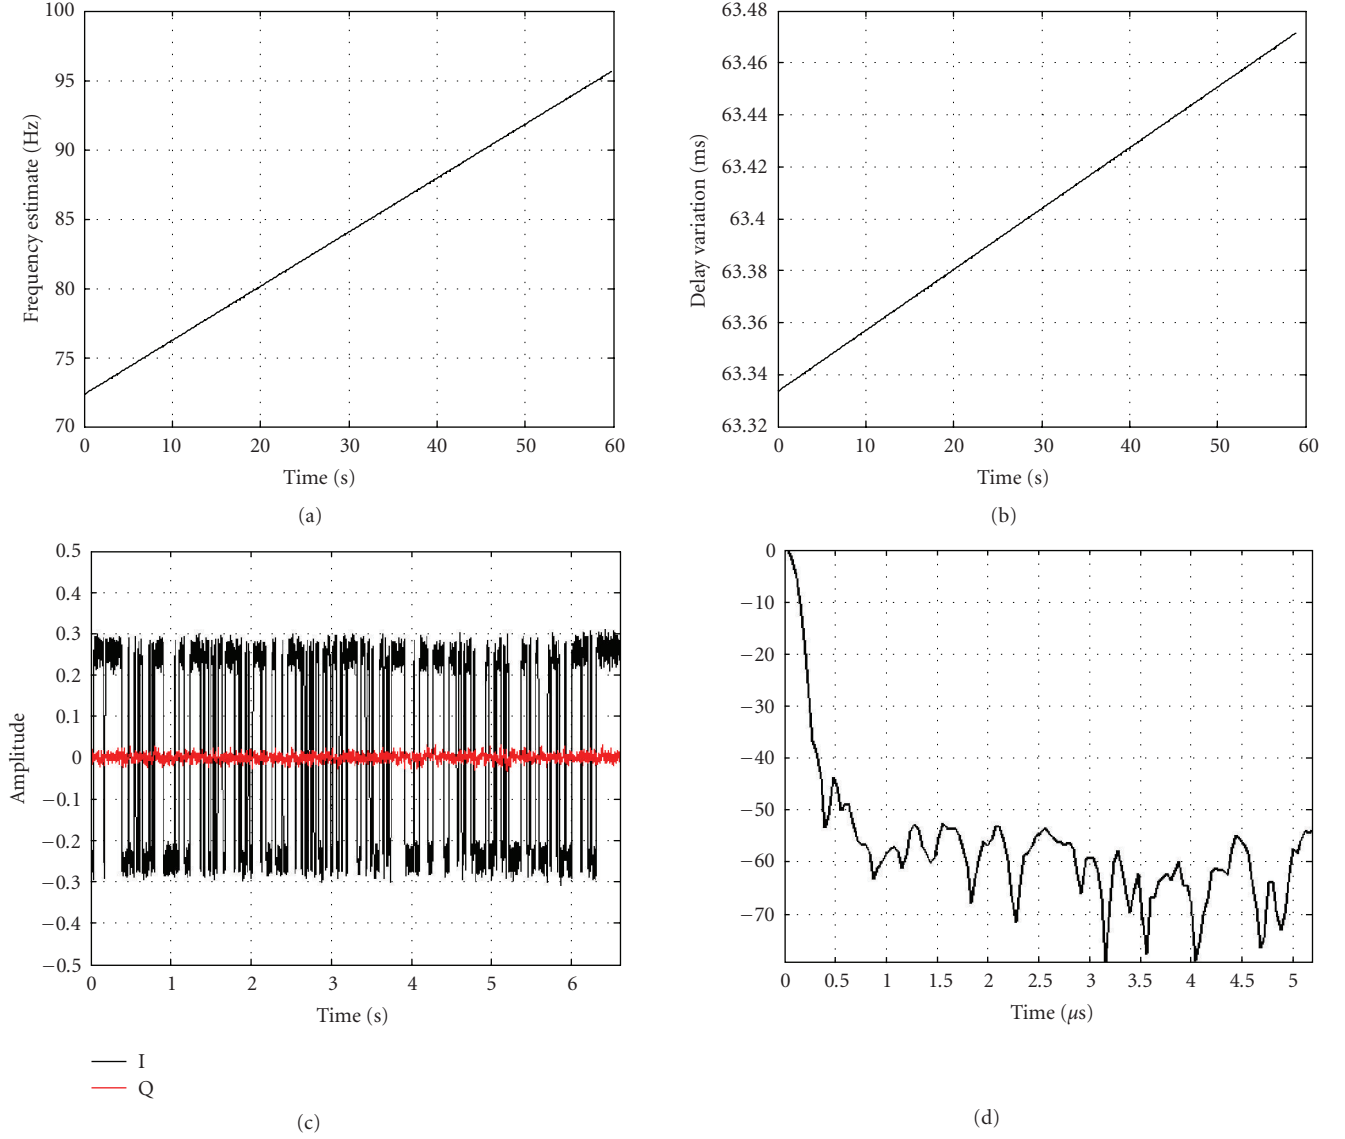 100
95
90
85
80
75
70
Frequency estimate (Hz)
0 10 20 30 40 50 60
Time (s)
(a)
63.48
63.46
63.44
63.42
63.4
63.38
63.36
63.34
63.32
Delay variation (ms)
0 10 20 30 40 50 60
Time (s)
(b)
0.5
0.4
0.3
0.2
0.1
0
−0.1
−0.2
−0.3
−0.4
−0.5
Amplitude
0 1 2 3 4 5 6
Time (s)
I
Q
(c)
0
−10
−20
−30
−40
−50
−60
−70
0 0.5 1 1.5 2 2.5 3 3.5 4 4.5 5
Time (μs)
(d)